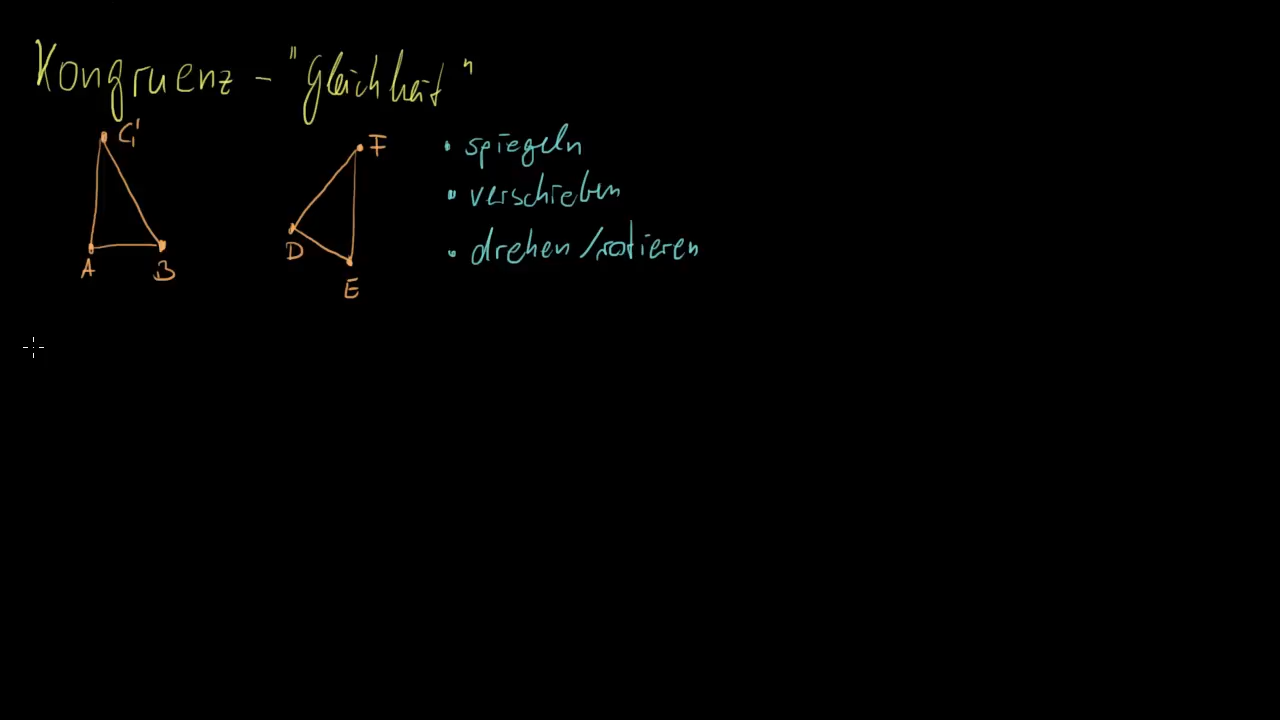 Kongruenz - "Gleichheit"
C
F
A
B
D
E
• spiegeln
• verschieben
• drehen/rotieren